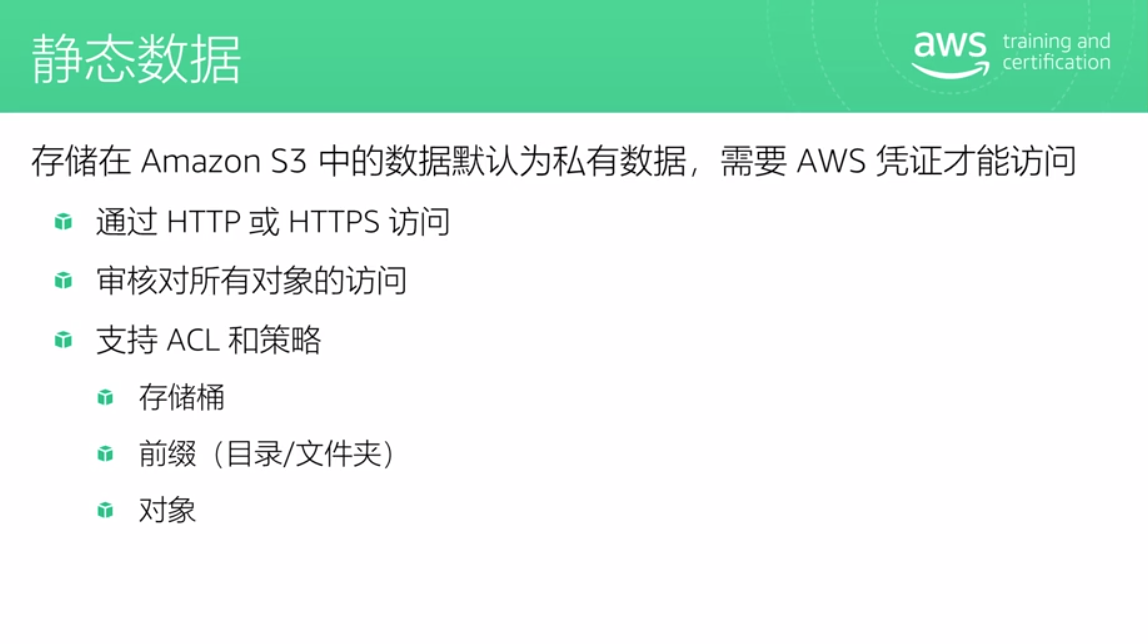 静态数据
aws training and
certification
存储在 Amazon S3 中的数据默认为私有数据，需要 AWS 凭证才能访问
通过 HTTP 或 HTTPS 访问
审核对所有对象的访问
支持 ACL 和策略
存储桶
前缀（目录/文件夹）
对象